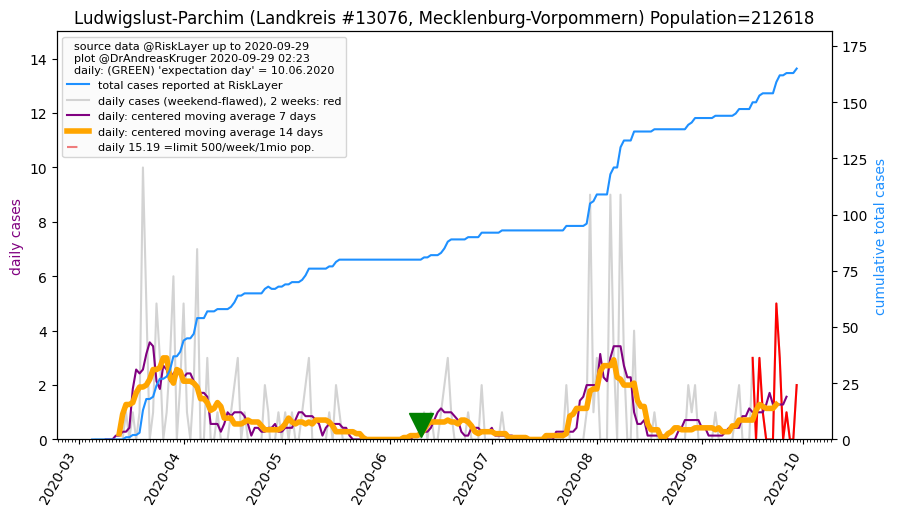 Ludwigslust-Parchim (Landkreis #13076, Mecklenburg-Vorpommern) Population=212618
source data @RiskLayer up to 2020-09-29
plot @DrAndreasKruger 2020-09-29 02:23
daily: (GREEN) 'expectation day' = 10.06.2020
total cases reported at RiskLayer
daily cases (weekend-flawed), 2 weeks: red
daily: centered moving average 7 days
daily: centered moving average 14 days
daily 15.19 =limit 500/week/1mio pop.
daily cases
14
12
10
8
6
4
2
0
175
150
125
100
75
50
25
0
cumulative total cases
2020-03
2020-04
2020-05
2020-06
2020-07
2020-08
2020-09
2020-10